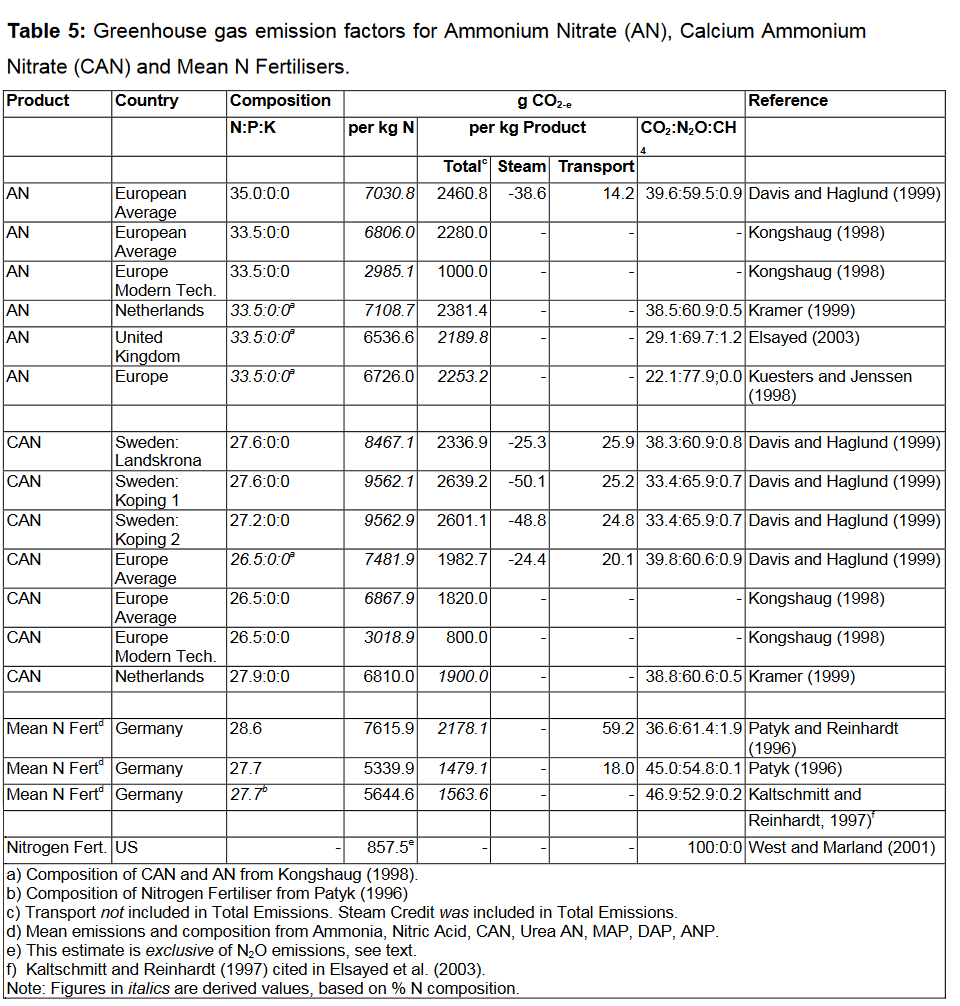 Table 5: Greenhouse gas emission factors for Ammonium Nitrate (AN), Calcium Ammonium
Nitrate (CAN) and Mean N Fertilisers.
Product Country Composition g CO2-e Reference
N:P:K per kg N per kg Product CO2:N2O:CH
4
Totalc Steam Transport
AN European 35.0:0:0 7030.8 2460.8 -38.6 14.2 39.6:59.5:0.9 Davis and Haglund (1999)
Average
AN European 33.5:0:0 6806.0 2280.0 - - - Kongshaug (1998)
Average
AN Europe 33.5:0:0 2985.1 1000.0 - - - Kongshaug (1998)
Modern Tech.
AN Netherlands 33.5:0:0a 7108.7 2381.4 - - 38.5:60.9:0.5 Kramer (1999)
AN United 33.5:0:0a 6536.6 2189.8 - - 29.1:69.7:1.2 Elsayed (2003)
Kingdom
AN Europe 33.5:0:0a 6726.0 2253.2 - - 22.1:77.9;0.0 Kuesters and Jenssen
(1998)
CAN Sweden: 27.6:0:0 8467.1 2336.9 -25.3 25.9 38.3:60.9:0.8 Davis and Haglund (1999)
Landskrona
CAN Sweden: 27.6:0:0 9562.1 2639.2 -50.1 25.2 33.4:65.9:0.7 Davis and Haglund (1999)
Koping 1
CAN Sweden: 27.2:0:0 9562.9 2601.1 -48.8 24.8 33.4:65.9:0.7 Davis and Haglund (1999)
Koping 2
CAN Europe 26.5:0:0a 7481.9 1982.7 -24.4 20.1 39.8:60.6:0.9 Davis and Haglund (1999)
Average
CAN Europe 26.5:0:0 6867.9 1820.0 - - - Kongshaug (1998)
Average
CAN Europe 26.5:0:0 3018.9 800.0 - - - Kongshaug (1998)
Modern Tech.
CAN Netherlands 27.9:0:0 6810.0 1900.0 - - 38.8:60.6:0.5 Kramer (1999)
Mean N Fertd Germany 28.6 7615.9 2178.1 - 59.2 36.6:61.4:1.9 Patyk and Reinhardt
(1996)
Mean N Fertd Germany 27.7 5339.9 1479.1 - 18.0 45.0:54.8:0.1 Patyk (1996)
Mean N Fertd Germany 27.7b 5644.6 1563.6 - - 46.9:52.9:0.2 Kaltschmitt and
Reinhardt, 1997)f
Nitrogen Fert. US - 857.5e - - - 100:0:0 West and Marland (2001)
a) Composition of CAN and AN from Kongshaug (1998).
b) Composition of Nitrogen Fertiliser from Patyk (1996)
c) Transport not included in Total Emissions. Steam Credit was included in Total Emissions.
d) Mean emissions and composition from Ammonia, Nitric Acid, CAN, Urea AN, MAP, DAP, ANP.
e) This estimate is exclusive of N2O emissions, see text.
f) Kaltschmitt and Reinhardt (1997) cited in Elsayed et al. (2003).
Note: Figures in italics are derived values, based on % N composition.